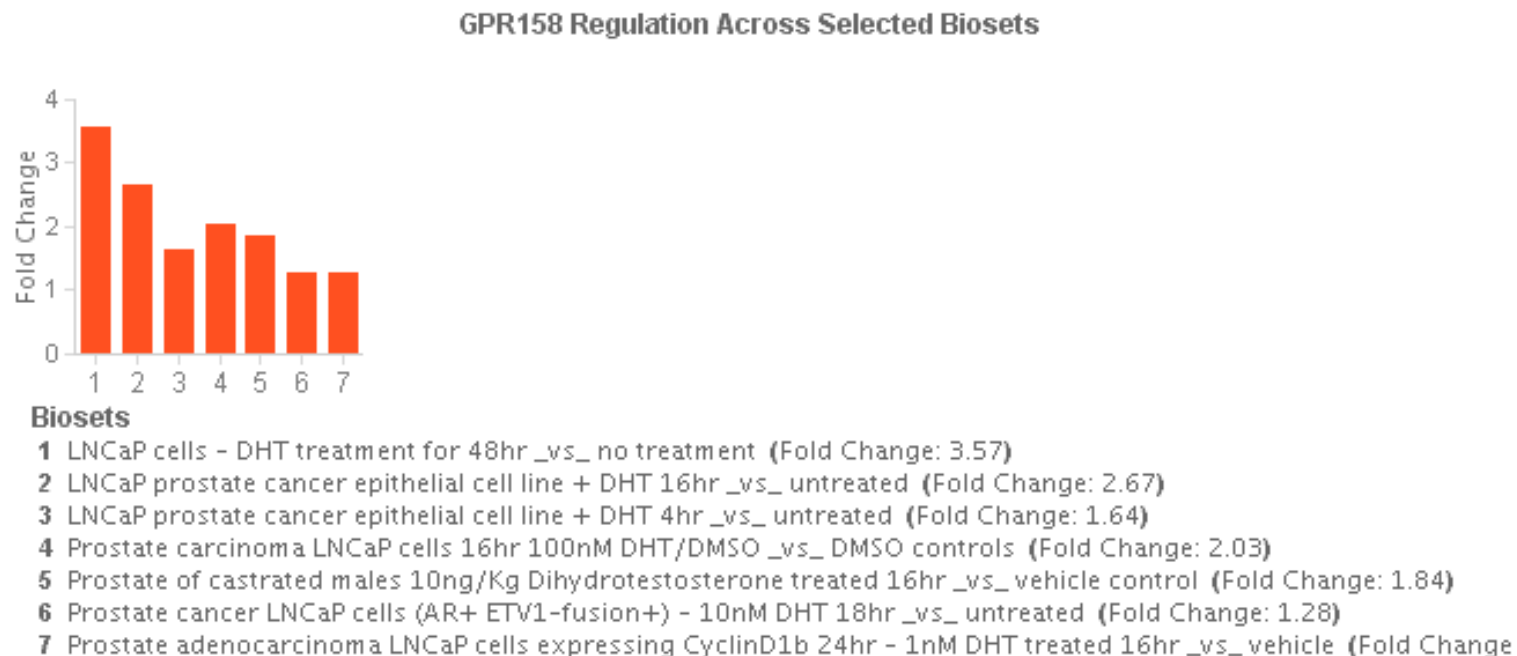 GPR158 Regulation Across Selected Biosets
4
3
2
1
0
Fold Change
1 2 3 4 5 6 7
Biosets
1 LNCaP cells – DHT treatment for 48hr _vs_ no treatment (Fold Change: 3.57)
2 LNCaP prostate cancer epithelial cell line + DHT 16hr _vs_ untreated (Fold Change: 2.67)
3 LNCaP prostate cancer epithelial cell line + DHT 4hr _vs_ untreated (Fold Change: 1.64)
4 Prostate carcinoma LNCaP cells 16hr 100nM DHT/DMSO _vs_ DMSO controls (Fold Change: 2.03)
5 Prostate of castrated males 10ng/Kg Dihydrotestosterone treated 16hr _vs_ vehicle control (Fold Change: 1.84)
6 Prostate cancer LNCaP cells (AR+ ETV1–fusion+) – 10nM DHT 18hr _vs_ untreated (Fold Change: 1.28)
7 Prostate adenocarcinoma LNCaP cells expressing CyclinD1b 24hr – 1nM DHT treated 16hr _vs_ vehicle (Fold Change